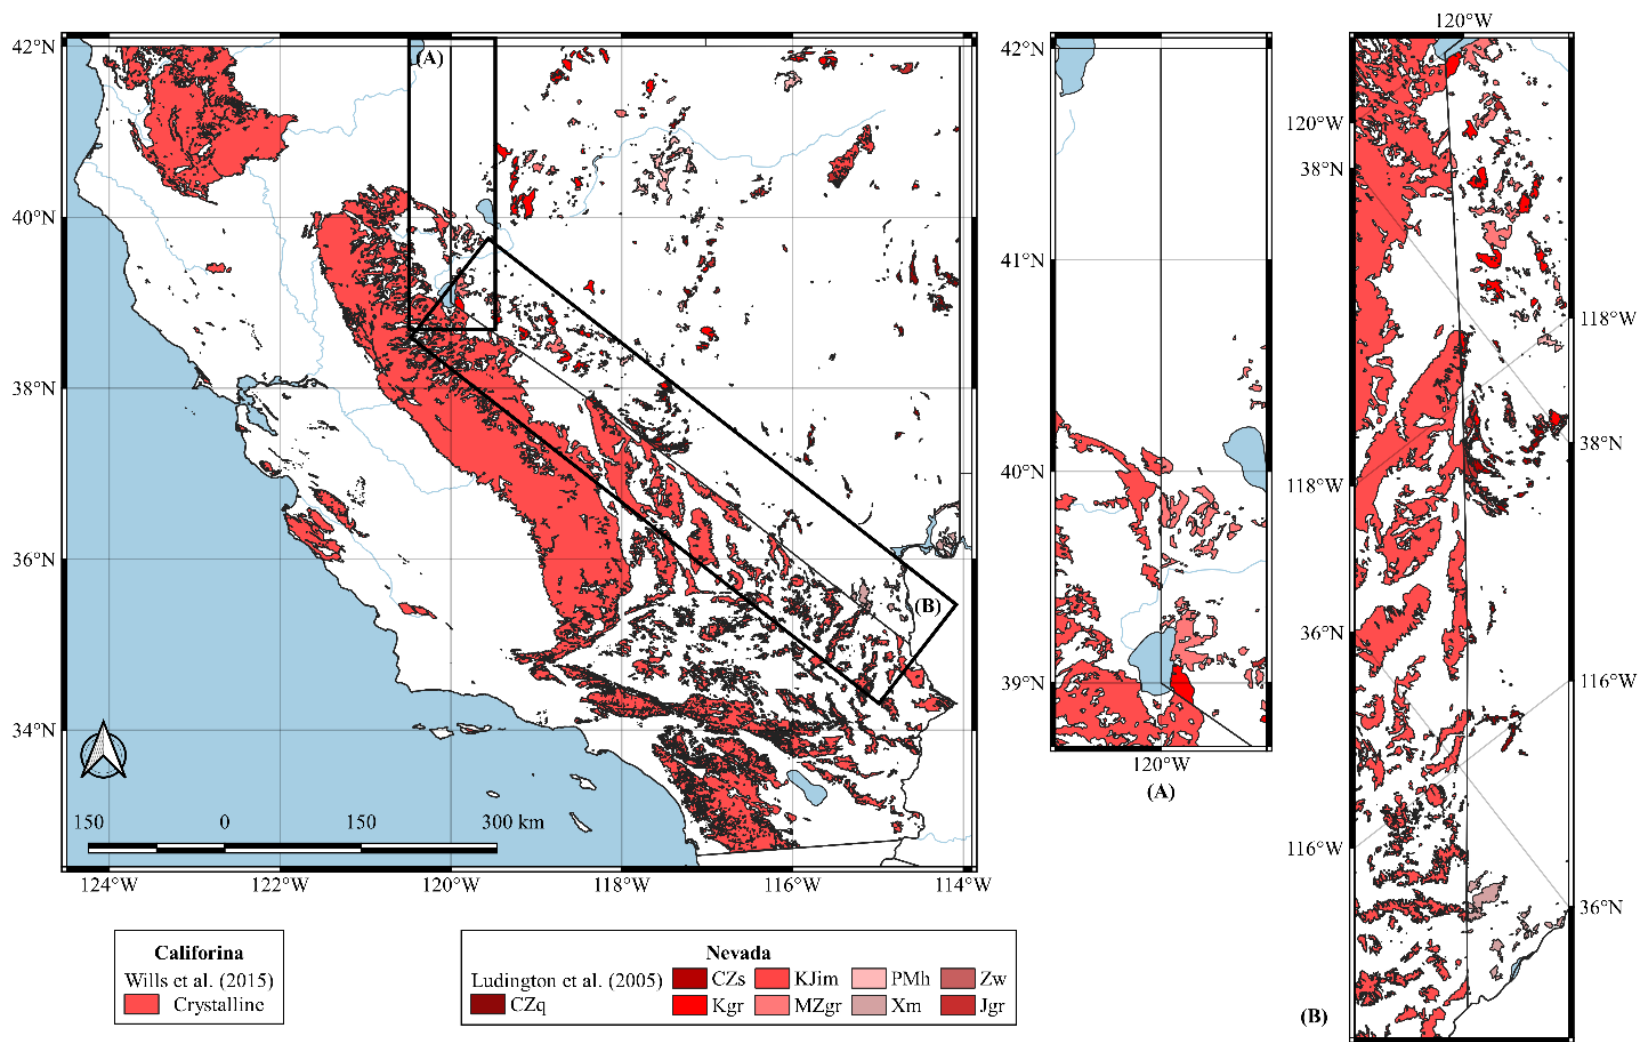 120°W
42°N
(A)
40°N
38°N
36°N
34°N
(B)
150 0 150 300 km
124°W 122°W 120°W 118°W 116°W 114°W
42°N
41°N
40°N
39°N
120°W
(A)
120°W
38°N
118°W
36°N
116°W
118°W
38°N
116°W
36°N
(B)
Califorina
Wills et al. (2015)
Crystalline
Nevada
Ludington et al. (2005)
CZq
CZs KJim PMh Zw
Kgr MZgr Xm Jgr